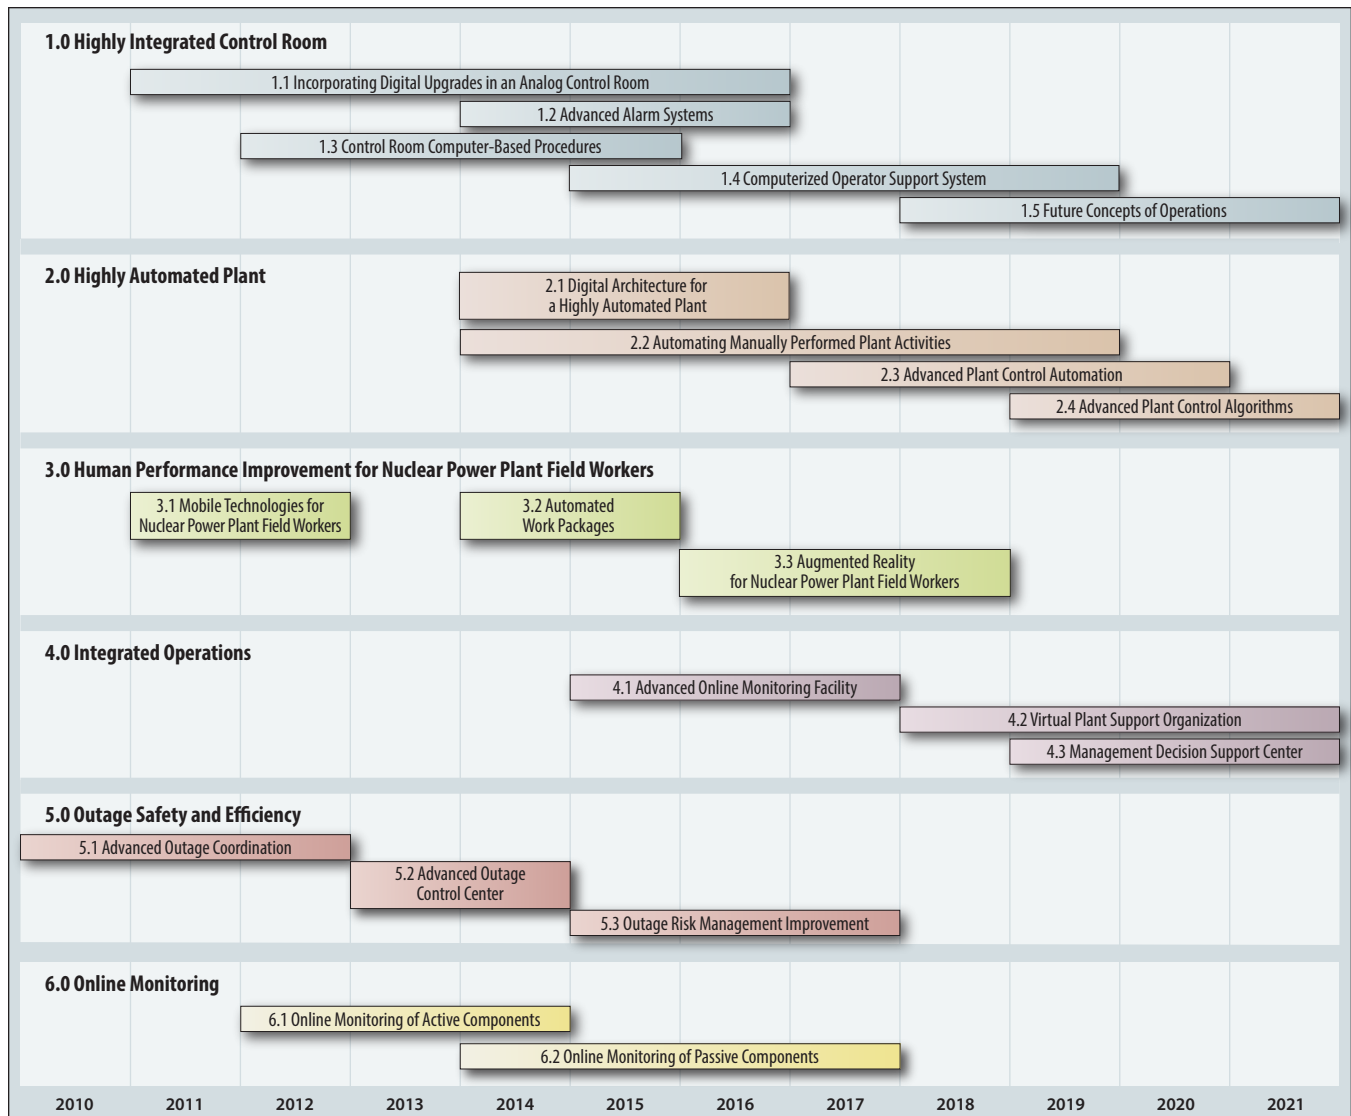 1.0 Highly Integrated Control Room
1.1 Incorporating Digital Upgrades in an Analog Control Room
1.2 Advanced Alarm Systems
1.3 Control Room Computer-Based Procedures
1.4 Computerized Operator Support System
1.5 Future Concepts of Operations
2.0 Highly Automated Plant
2.1 Digital Architecture for
a Highly Automated Plant
2.2 Automating Manually Performed Plant Activities
2.3 Advanced Plant Control Automation
2.4 Advanced Plant Control Algorithms
3.0 Human Performance Improvement for Nuclear Power Plant Field Workers
3.1 Mobile Technologies for
Nuclear Power Plant Field Workers
3.2 Automated
Work Packages
3.3 Augmented Reality
for Nuclear Power Plant Field Workers
4.0 Integrated Operations
4.1 Advanced Online Monitoring Facility
4.2 Virtual Plant Support Organization
4.3 Management Decision Support Center
5.0 Outage Safety and Efficiency
5.1 Advanced Outage Coordination
5.2 Advanced Outage
Control Center
5.3 Outage Risk Management Improvement
6.0 Online Monitoring
6.1 Online Monitoring of Active Components
6.2 Online Monitoring of Passive Components
2010 2011 2012 2013 2014 2015 2016 2017 2018 2019 2020 2021